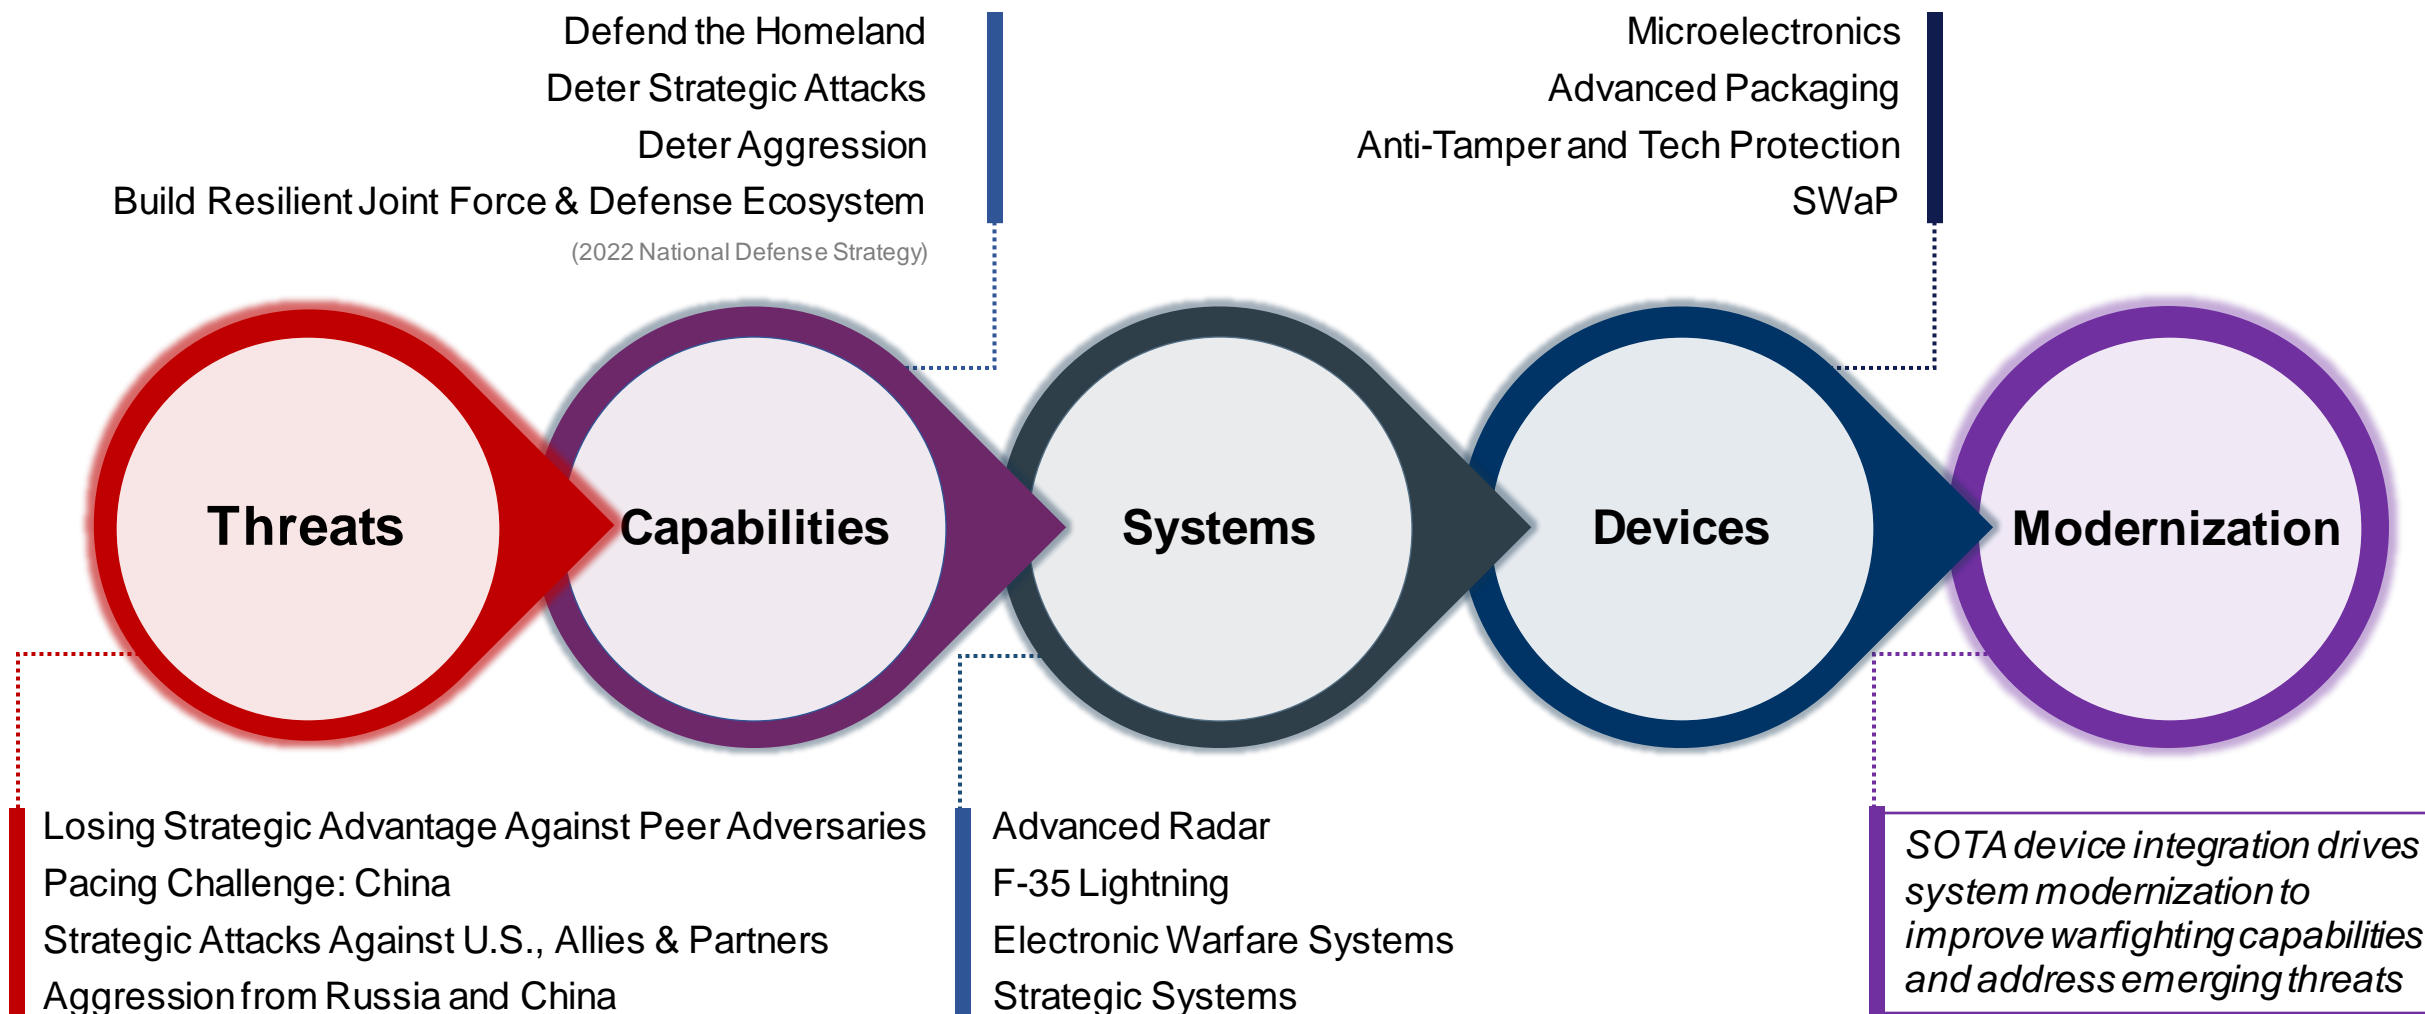 Defend the Homeland
Deter Strategic Attacks
Deter Aggression
Build Resilient Joint Force & Defense Ecosystem
(2022 National Defense Strategy)
Microelectronics
Advanced Packaging
Anti-Tamper and Tech Protection
SWaP
Threats
Capabilities
Systems
Devices
Modernization
Losing Strategic Advantage Against Peer Adversaries
Pacing Challenge: China
Strategic Attacks Against U.S., Allies & Partners
Aggression from Russia and China
Advanced Radar
F-35 Lightning
Electronic Warfare Systems
Strategic Systems
SOTA device integration drives
system modernization to
improve warfighting capabilities
and address emerging threats